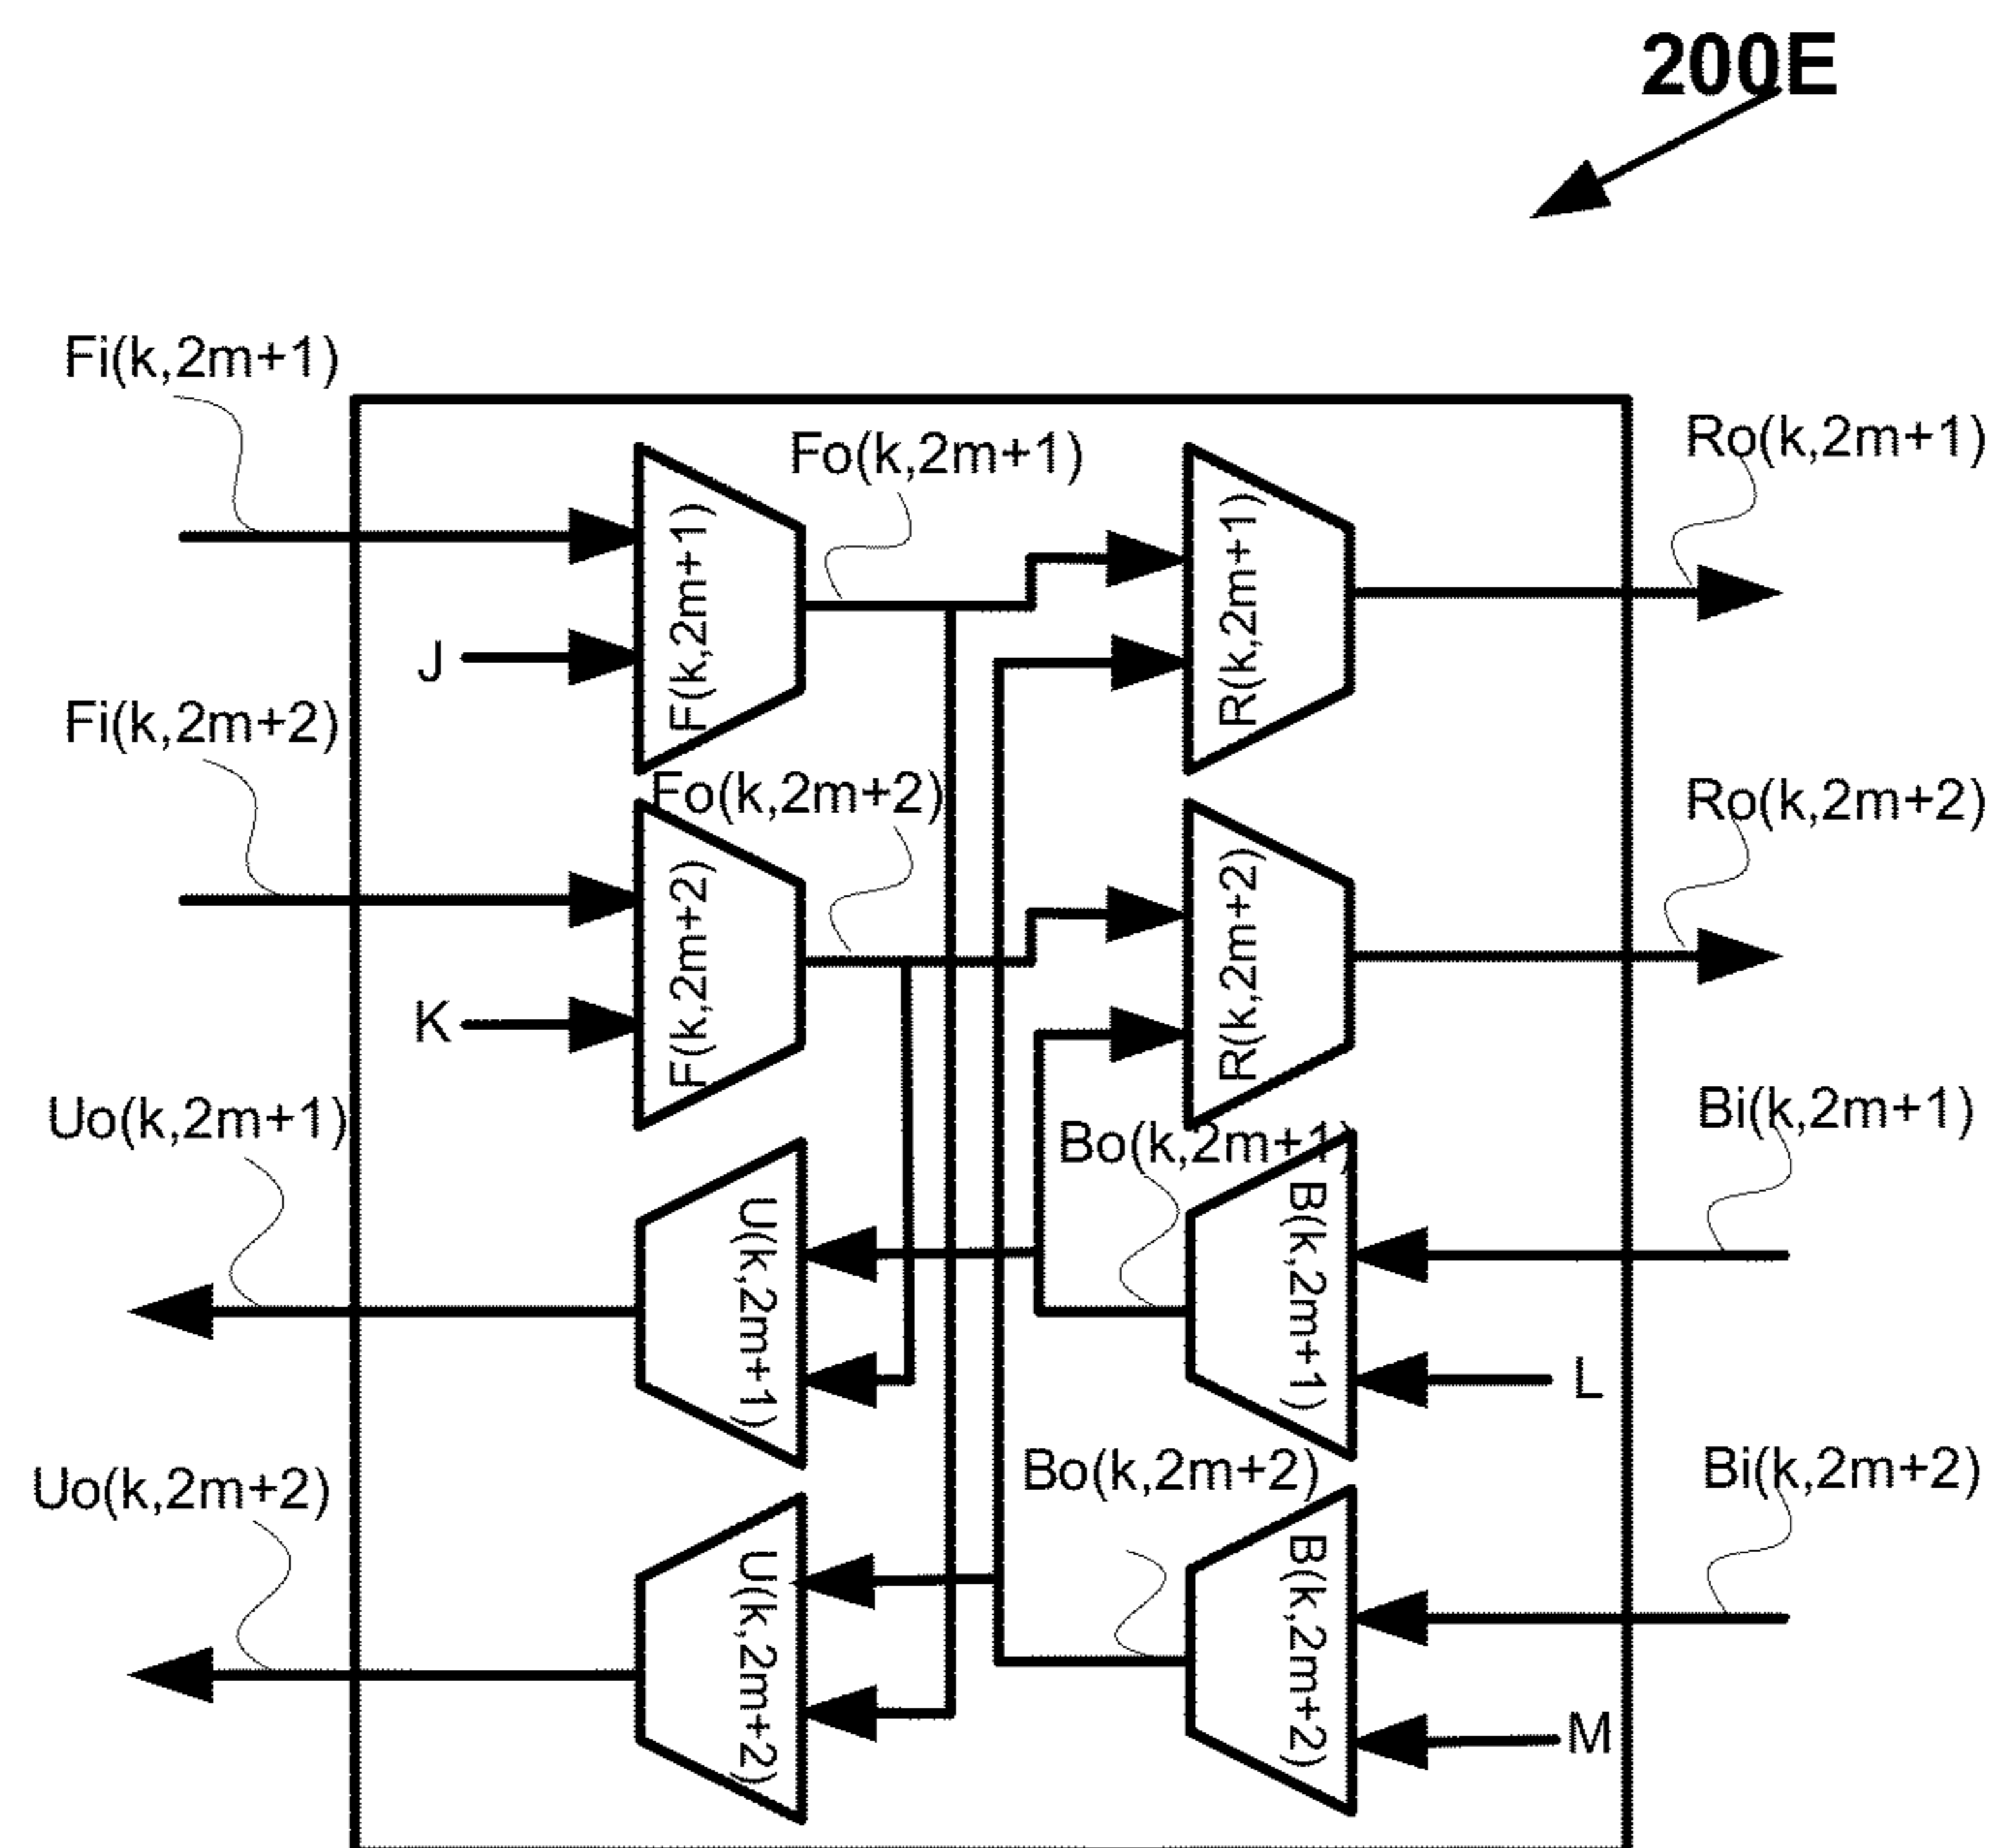 200E
Fi(k,2m+1)
Fo(k,2m+1)
Ro(k,2m+1)
F(k,2m+1)
R(k,2m+1)
J
Fi(k,2m+2)
Fo(k,2m+2)
Ro(k,2m+2)
F(k,2m+2)
R(k,2m+2)
K
Uo(k,2m+1)
Bo(k,2m+1)
Bi(k,2m+1)
U(k,2m+1)
B(k,2m+1)
L
Uo(k,2m+2)
Bo(k,2m+2)
Bi(k,2m+2)
U(k,2m+2)
B(k,2m+2)
M